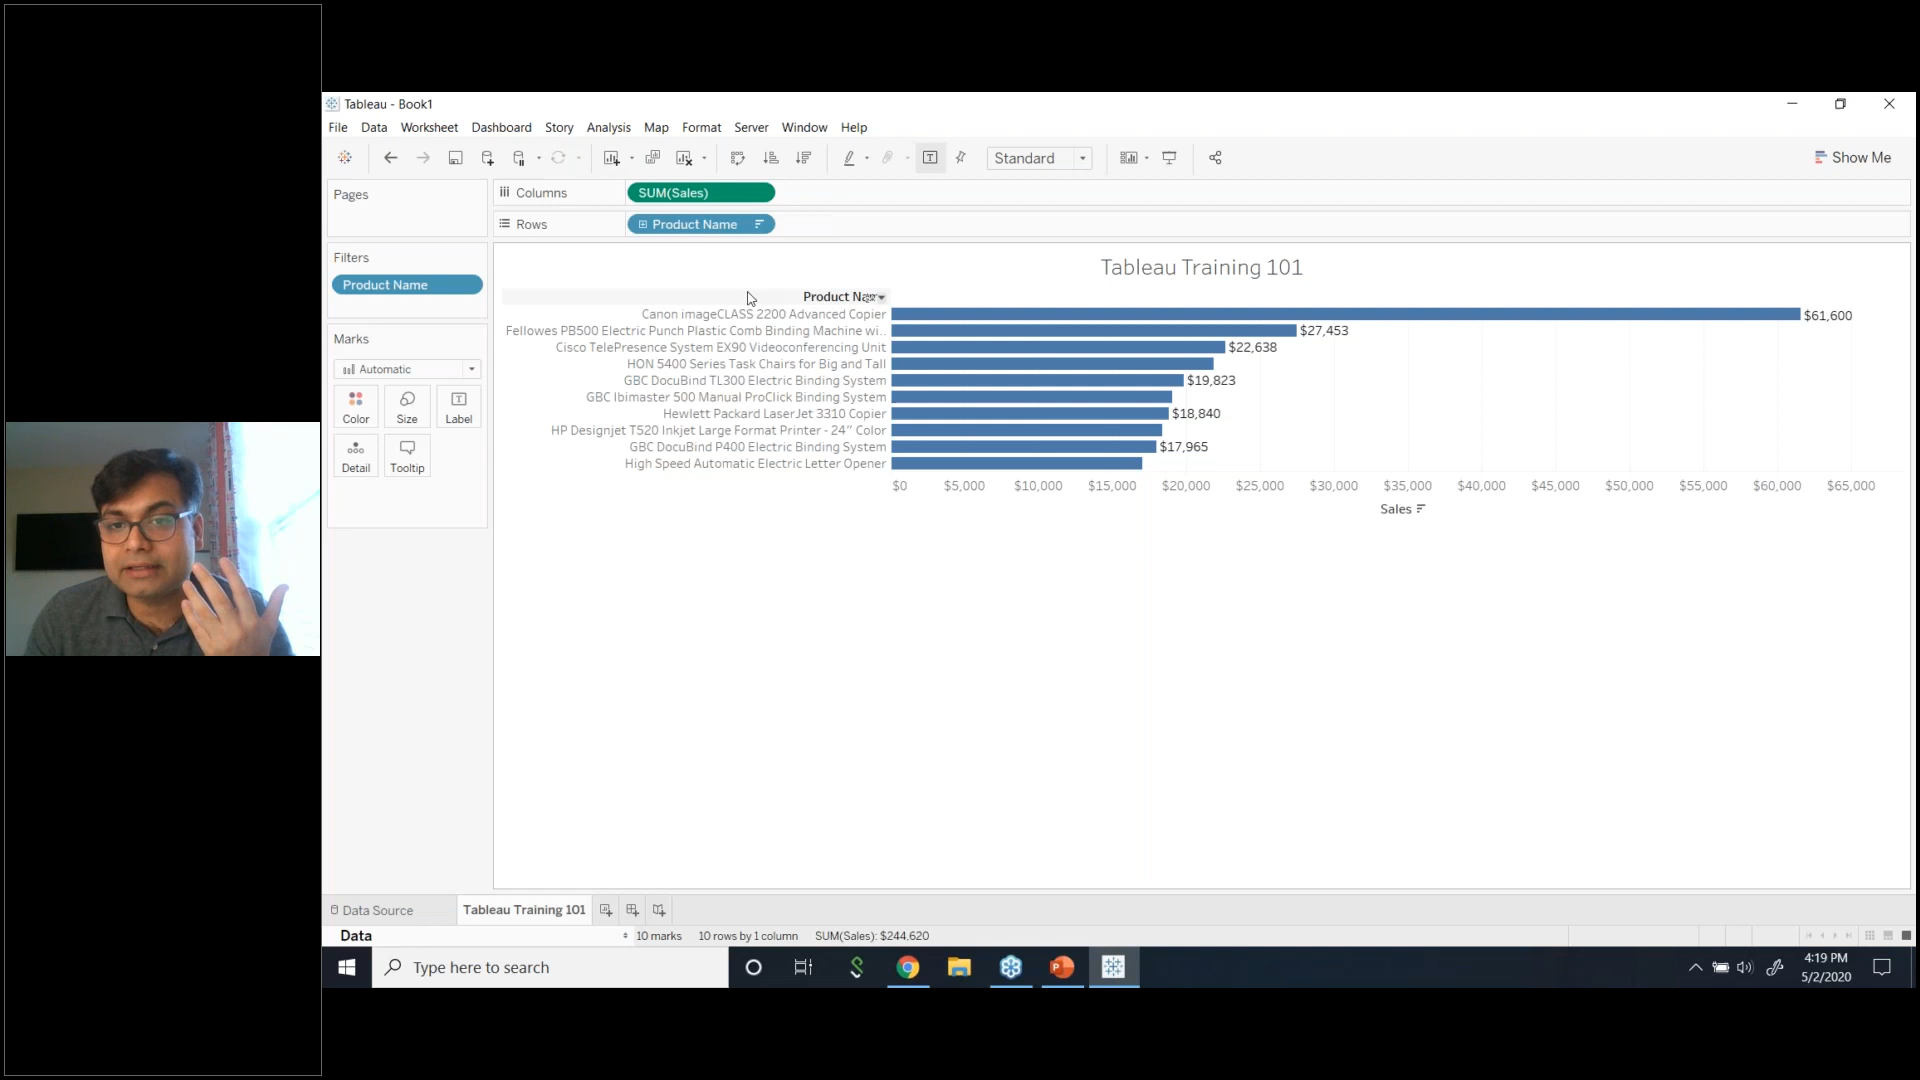 Tableau - Book1
File Data Worksheet Dashboard Story Analysis Map Format Server Window Help
Standard
Show Me
Pages
Columns SUM(Sales)
Rows Product Name
Filters
Product Name
Marks
Automatic
Color Size Label
Detail Tooltip
Tableau Training 101
Product Name
Canon imageCLASS 2200 Advanced Copier $61,600
Fellowes PB500 Electric Punch Plastic Comb Binding Machine wi.. $27,453
Cisco TelePresence System EX90 Videoconferencing Unit $22,638
HON 5400 Series Task Chairs for Big and Tall
GBC DocuBind TL300 Electric Binding System $19,823
GBC Ibimaster 500 Manual ProClick Binding System
Hewlett Packard LaserJet 3310 Copier $18,840
HP Designjet T520 Inkjet Large Format Printer - 24" Color
GBC DocuBind P400 Electric Binding System $17,965
High Speed Automatic Electric Letter Opener
$0 $5,000 $10,000 $15,000 $20,000 $25,000 $30,000 $35,000 $40,000 $45,000 $50,000 $55,000 $60,000 $65,000
Sales
Data Source Tableau Training 101
Data 10 marks 10 rows by 1 column SUM(Sales): $244,620
Type here to search
4:19 PM
5/2/2020